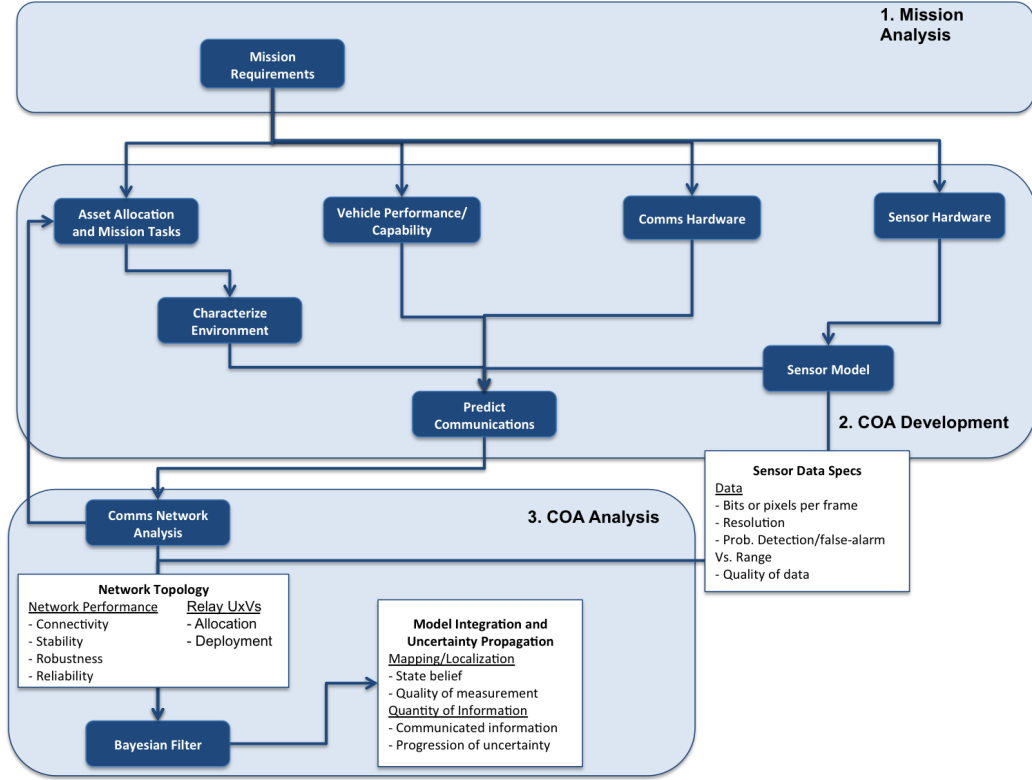 1. Mission
Analysis
Mission
Requirements
Asset Allocation
and Mission Tasks
Vehicle Performance/
Capability
Comms Hardware
Sensor Hardware
Characterize
Environment
Sensor Model
Predict
Communications
2. COA Development
Sensor Data Specs
Data
- Bits or pixels per frame
- Resolution
- Prob. Detection/false-alarm
Vs. Range
- Quality of data
3. COA Analysis
Comms Network
Analysis
Network Topology
Network Performance
- Connectivity
- Stability
- Robustness
- Reliability
Relay UxVs
- Allocation
- Deployment
Model Integration and
Uncertainty Propagation
Mapping/Localization
- State belief
- Quality of measurement
Quantity of Information
- Communicated information
- Progression of uncertainty
Bayesian Filter